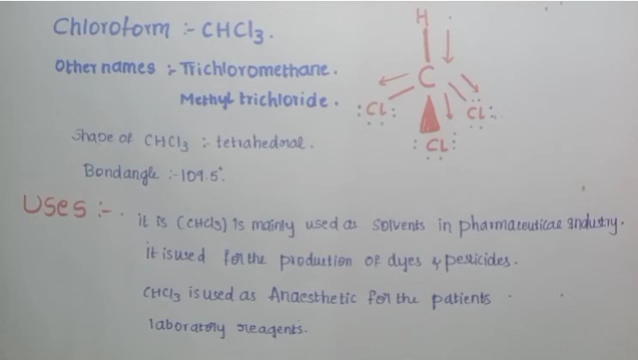 Chloroform :- CHCl3.
Other names :- Trichloromethane.
Methyl trichloride.
Shape of CHCl3 :- tetrahedral.
Bondangle :- 109.5°.
H
C
:Cl:
:Cl:
Cl:
Uses :-
it is (CHCl3) is mainly used as solvents in pharmaceutical industry.
it is used for the production of dyes & pesticides.
CHCl3 is used as Anaesthetic for the patients
laboratory reagents.